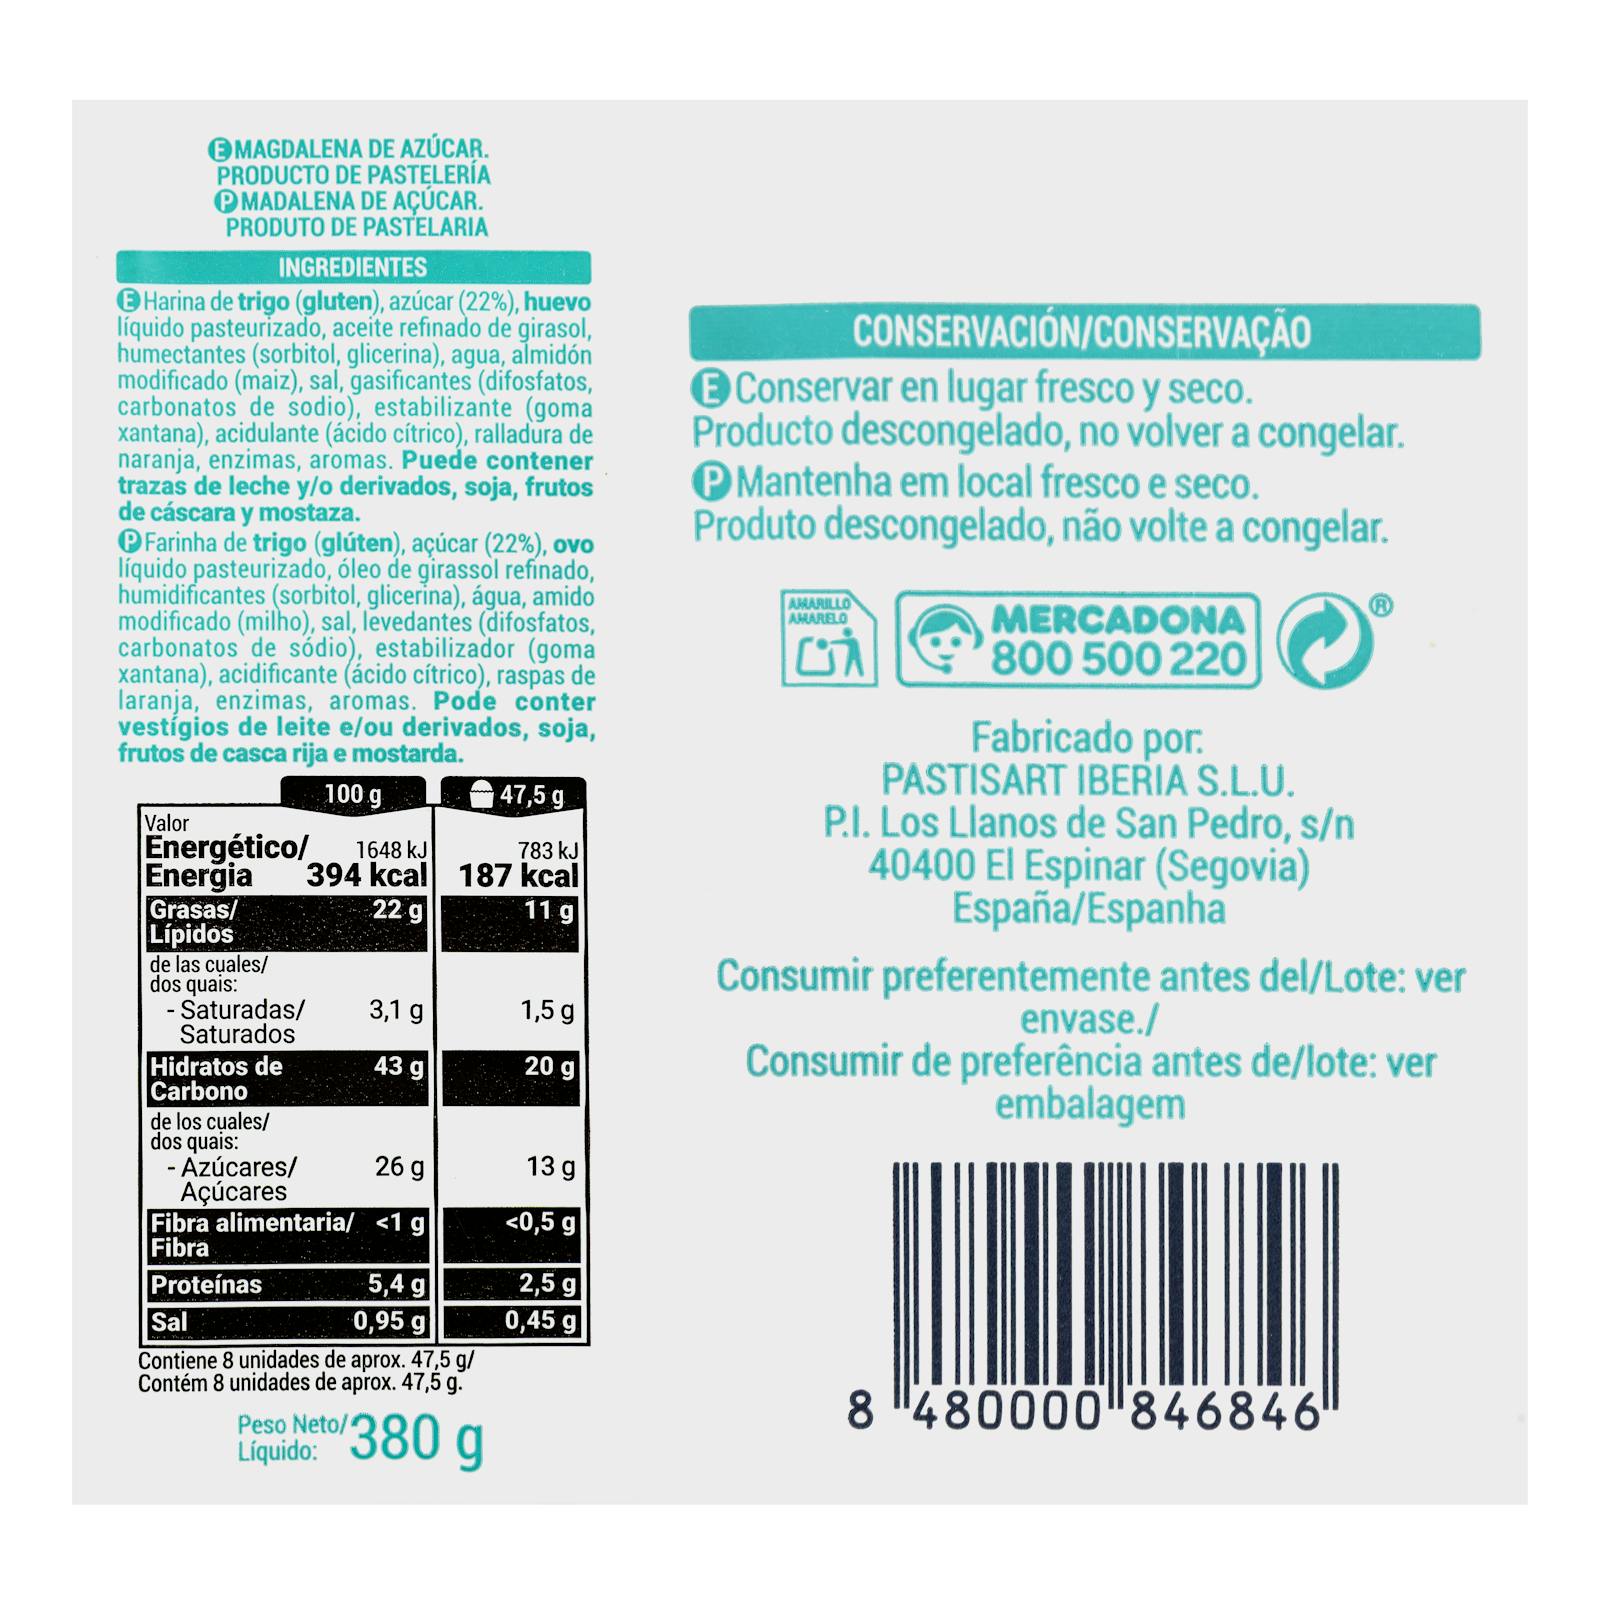 E MAGDALENA DE AZÚCAR.
PRODUCTO DE PASTELERÍA
P MADALENA DE AÇÚCAR.
PRODUTO DE PASTELARIA
INGREDIENTES
E Harina de trigo (gluten), azúcar (22%), huevo
líquido pasteurizado, aceite refinado de girasol,
humectantes (sorbitol, glicerina), agua, almidón
modificado (maiz), sal, gasificantes (difosfatos,
carbonatos de sodio), estabilizante (goma
xantana), acidulante (ácido cítrico), ralladura de
naranja, enzimas, aromas. Puede contener
trazas de leche y/o derivados, soja, frutos
de cáscara y mostaza.
P Farinha de trigo (glúten), açúcar (22%), ovo
líquido pasteurizado, óleo de girassol refinado,
humidificantes (sorbitol, glicerina), água, amido
modificado (milho), sal, levedantes (difosfatos,
carbonatos de sódio), estabilizador (goma
xantana), acidificante (ácido cítrico), raspas de
laranja, enzimas, aromas. Pode conter
vestígios de leite e/ou derivados, soja,
frutos de casca rija e mostarda.
100 g 47,5 g
Valor
Energético/ 1648 kJ 783 kJ
Energia 394 kcal 187 kcal
Grasas/ 22 g 11 g
Lípidos
de las cuales/
dos quais:
- Saturadas/ 3,1 g 1,5 g
Saturados
Hidratos de 43 g 20 g
Carbono
de los cuales/
dos quais:
- Azúcares/ 26 g 13 g
Açúcares
Fibra alimentaria/ <1 g <0,5 g
Fibra
Proteínas 5,4 g 2,5 g
Sal 0,95 g 0,45 g
Contiene 8 unidades de aprox. 47,5 g/
Contém 8 unidades de aprox. 47,5 g.
Peso Neto/ 380 g
Líquido:
CONSERVACIÓN/CONSERVAÇÃO
E Conservar en lugar fresco y seco.
Producto descongelado, no volver a congelar.
P Mantenha em local fresco e seco.
Produto descongelado, não volte a congelar.
AMARILLO
AMARELO
MERCADONA
800 500 220
®
Fabricado por:
PASTISART IBERIA S.L.U.
P.I. Los Llanos de San Pedro, s/n
40400 El Espinar (Segovia)
España/Espanha
Consumir preferentemente antes del/Lote: ver
envase./
Consumir de preferência antes de/lote: ver
embalagem
8 480000 846846